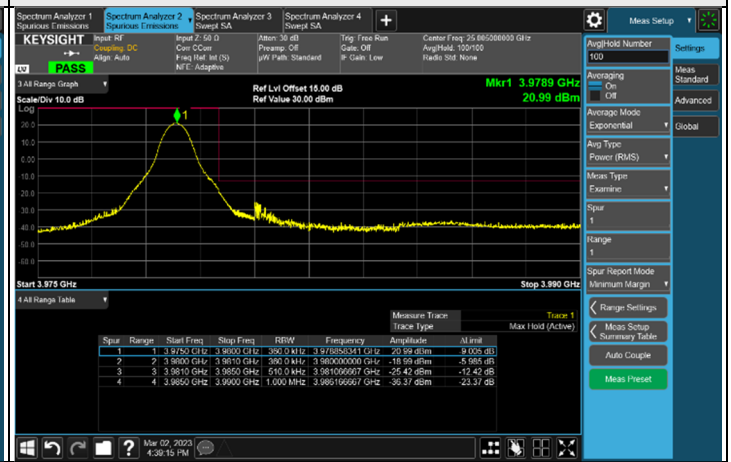 Spectrum Analyzer 1
Spurious Emissions
Spectrum Analyzer 2
Spurious Emissions
Spectrum Analyzer 3
Swept SA
Spectrum Analyzer 4
Swept SA
+
Meas Setup
KEYSIGHT
PASS
Input: RF
Coupling: DC
Align: Auto
Input Z: 50 Ω
Corr CCorr
Freq Ref: Int (S)
NFE: Adaptive
Atten: 30 dB
Preamp: Off
µW Path: Standard
Trig: Free Run
Gate: Off
IF Gain: Low
Center Freq: 25.005000000 GHz
Avg|Hold: 100/100
Radio Std: None
3 All Range Graph
Scale/Div 10.0 dB
Ref Lvl Offset 15.00 dB
Ref Value 30.00 dBm
Mkr1 3.9789 GHz
20.99 dBm
Log
20.0
10.0
0.00
-10.0
-20.0
-30.0
-40.0
-50.0
-60.0
1
Start 3.975 GHz
Stop 3.990 GHz
4 All Range Table
Measure Trace Trace 1
Trace Type Max Hold (Active)
Spur Range Start Freq Stop Freq RBW Frequency Amplitude ΔLimit
1 1 3.9750 GHz 3.9800 GHz 360.0 kHz 3.978858341 GHz 20.99 dBm -9.005 dB
2 2 3.9800 GHz 3.9810 GHz 360.0 kHz 3.980000000 GHz -18.99 dBm -5.985 dB
3 3 3.9810 GHz 3.9850 GHz 510.0 kHz 3.981066667 GHz -25.42 dBm -12.42 dB
4 4 3.9850 GHz 3.9900 GHz 1.000 MHz 3.985166667 GHz -36.37 dBm -23.37 dB
Avg|Hold Number
100
Averaging
On
Off
Average Mode
Exponential
Avg Type
Power (RMS)
Meas Type
Examine
Spur
1
Range
1
Spur Report Mode
Minimum Margin
Range Settings
Meas Setup
Summary Table
Auto Couple
Meas Preset
Settings
Meas
Standard
Advanced
Global
?
Mar 02, 2023
4:39:15 PM